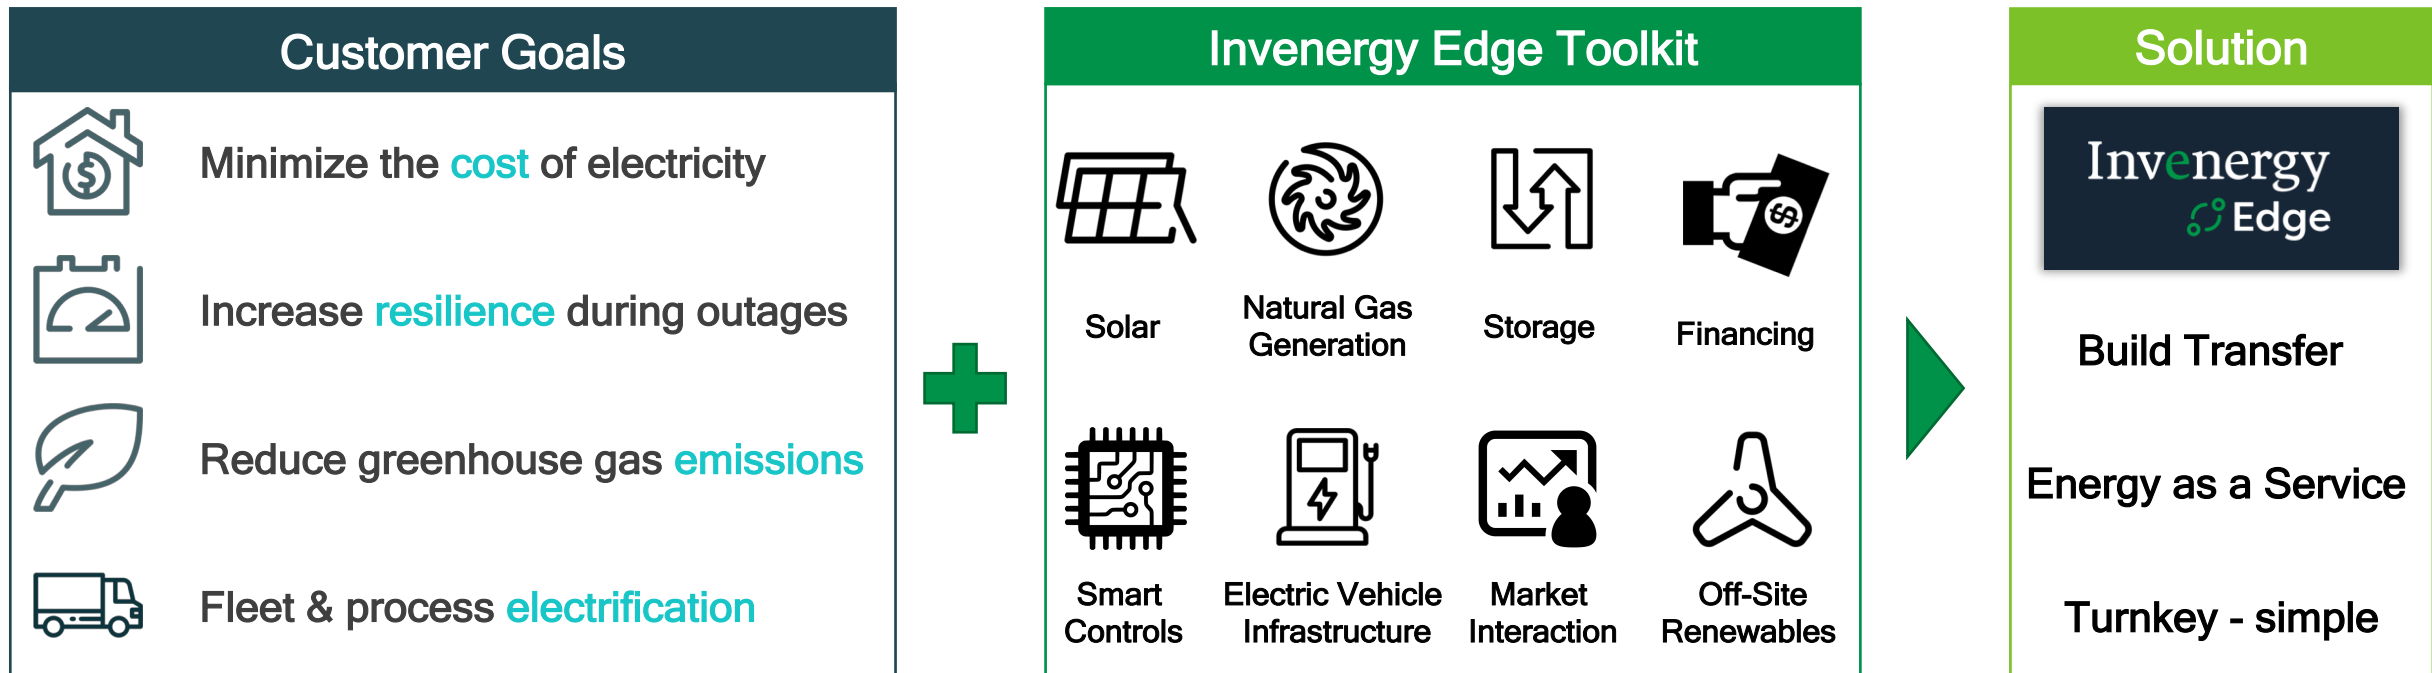 Customer Goals
Minimize the cost of electricity
Increase resilience during outages
Reduce greenhouse gas emissions
Fleet & process electrification
Invenergy Edge Toolkit
Solar
Natural Gas
Generation
Storage
Financing
Smart
Controls
Electric Vehicle
Infrastructure
Market
Interaction
Off-Site
Renewables
Solution
Invenergy
Edge
Build Transfer
Energy as a Service
Turnkey - simple